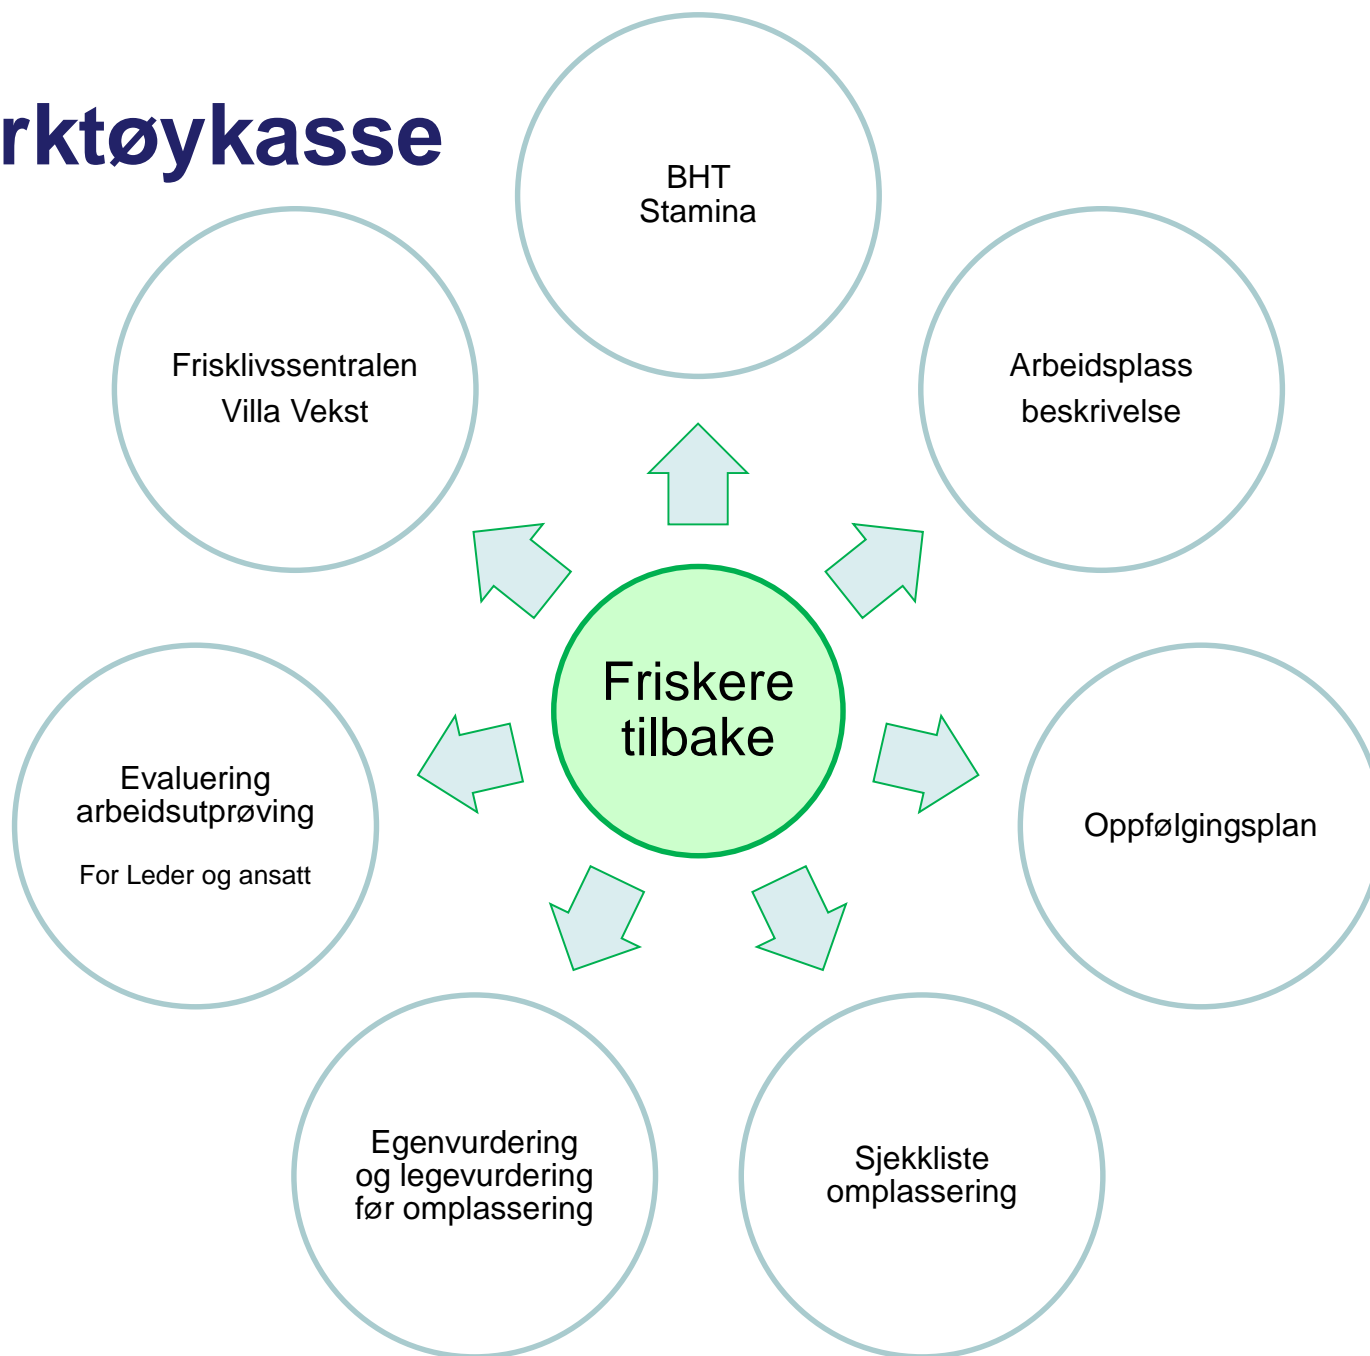 rktøykasse
BHT
Stamina
Frisklivssentralen
Villa Vekst
Arbeidsplass
beskrivelse
Friskere
tilbake
Evaluering
arbeidsutprøving
For Leder og ansatt
Oppfølgingsplan
Egenvurdering
og legevurdering
før omplassering
Sjekkliste
omplassering